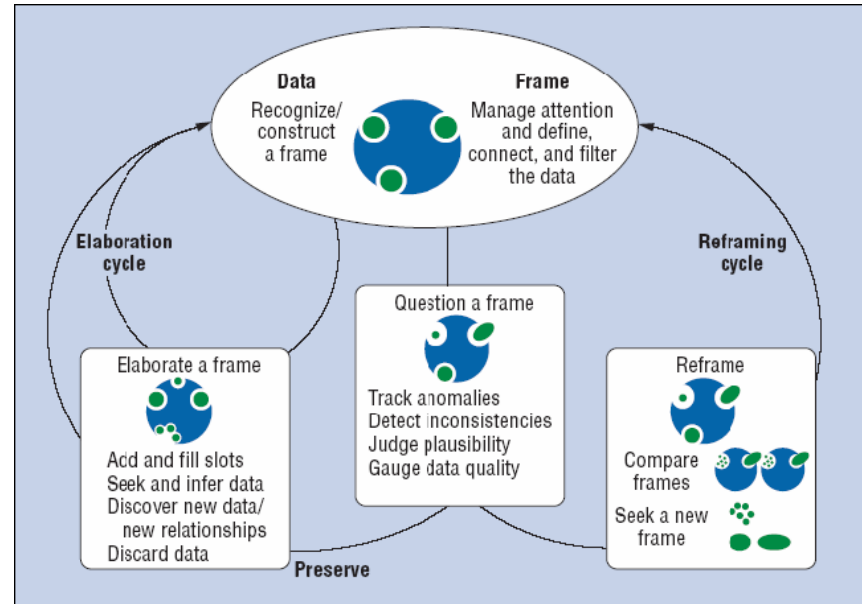 Data
Recognize/
construct
a frame
Frame
Manage attention
and define,
connect, and filter
the data
Elaboration
cycle
Reframing
cycle
Question a frame
Track anomalies
Detect inconsistencies
Judge plausibility
Gauge data quality
Elaborate a frame
Add and fill slots
Seek and infer data
Discover new data/
new relationships
Discard data
Reframe
Compare
frames
Seek a new
frame
Preserve